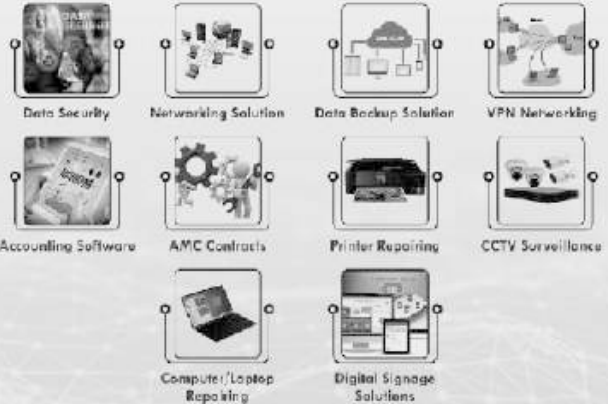 Data Security
Networking Solution
Data Backup Solution
VPN Networking
Accounting Software
AMC Contracts
Printer Repairing
CCTV Surveillance
Computer/Laptop
Repairing
Digital Signage
Solutions